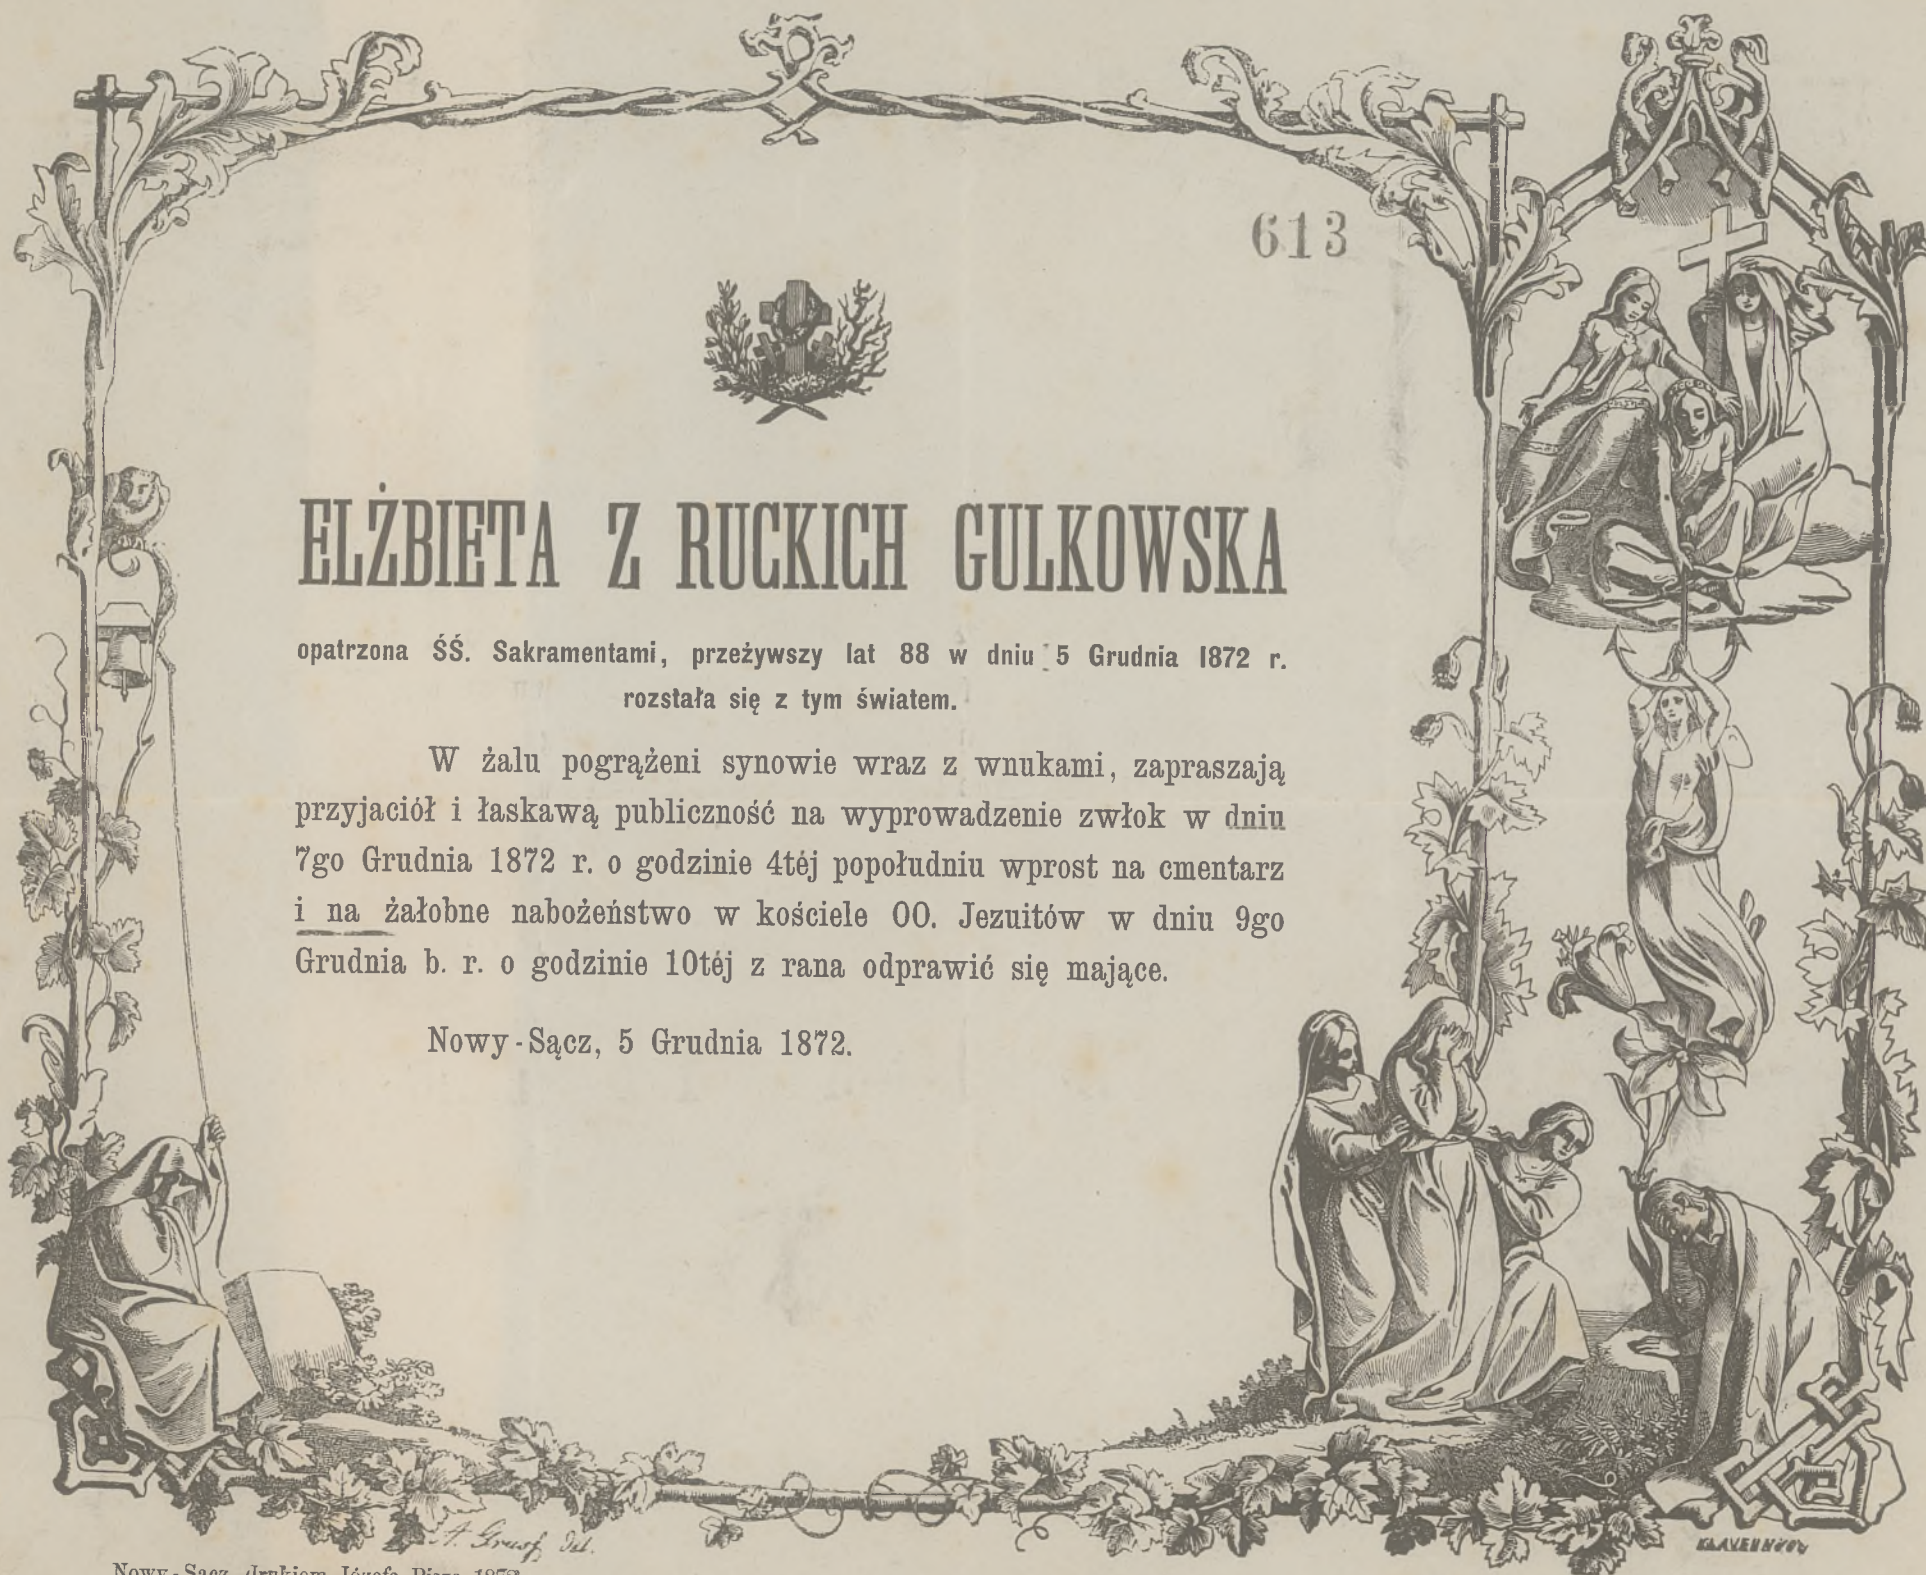 613
ELŻBIETA Z RUCKICH GULKOWSKA
opatrzona ŚŚ. Sakramentami, przeżywszy lat 88 w dniu 5 Grudnia 1872 r.
rozstała się z tym światem.
W żalu pogrążeni synowie wraz z wnukami, zapraszają
przyjaciół i łaskawą publiczność na wyprowadzenie zwłok w dniu
7go Grudnia 1872 r. o godzinie 4téj popołudniu wprost na cmentarz
i na żałobne nabożeństwo w kościele OO. Jezuitów w dniu 9go
Grudnia b. r. o godzinie 10téj z rana odprawić się mające.
Nowy-Sącz, 5 Grudnia 1872.
A. del.
Nowy-Sącz, drukiem Józefa Pisza 1872